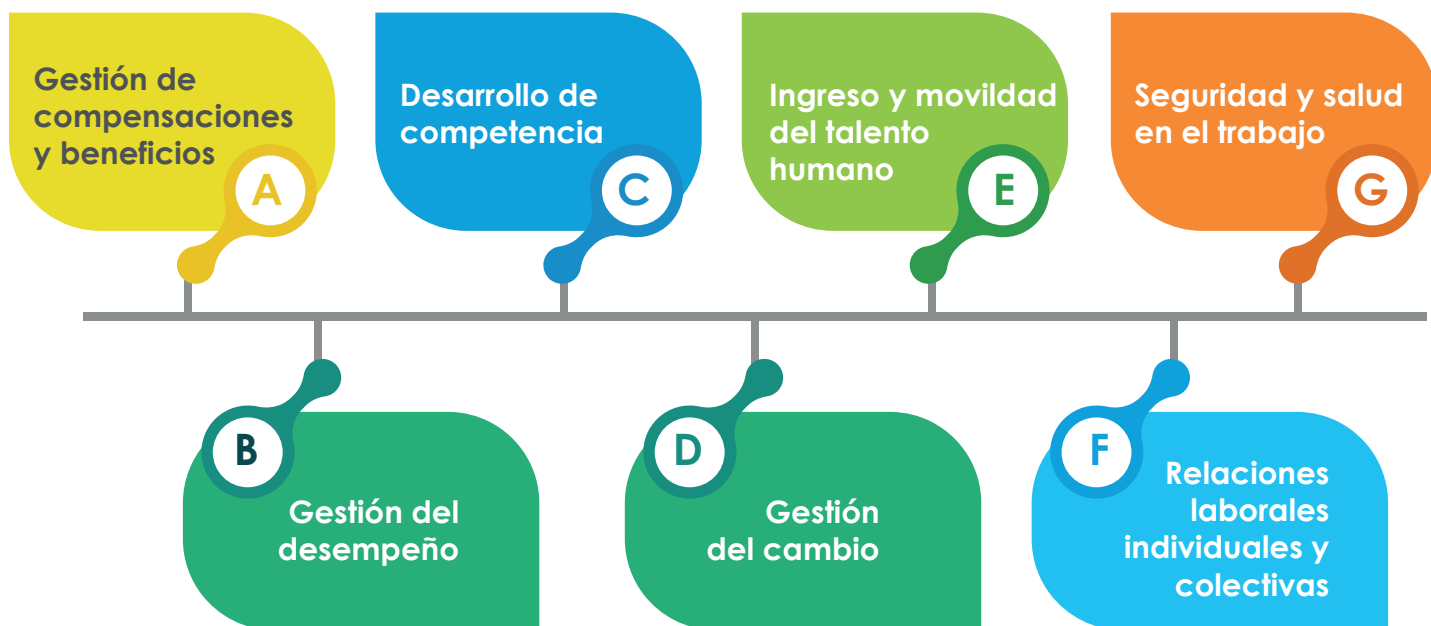 Gestión de
compensaciones
y beneficios
A
Desarrollo de
competencia
C
Ingreso y movildad
del talento
humano
E
Seguridad y salud
en el trabajo
G
B
Gestión del
desempeño
D
Gestión
del cambio
F
Relaciones
laborales
individuales y
colectivas